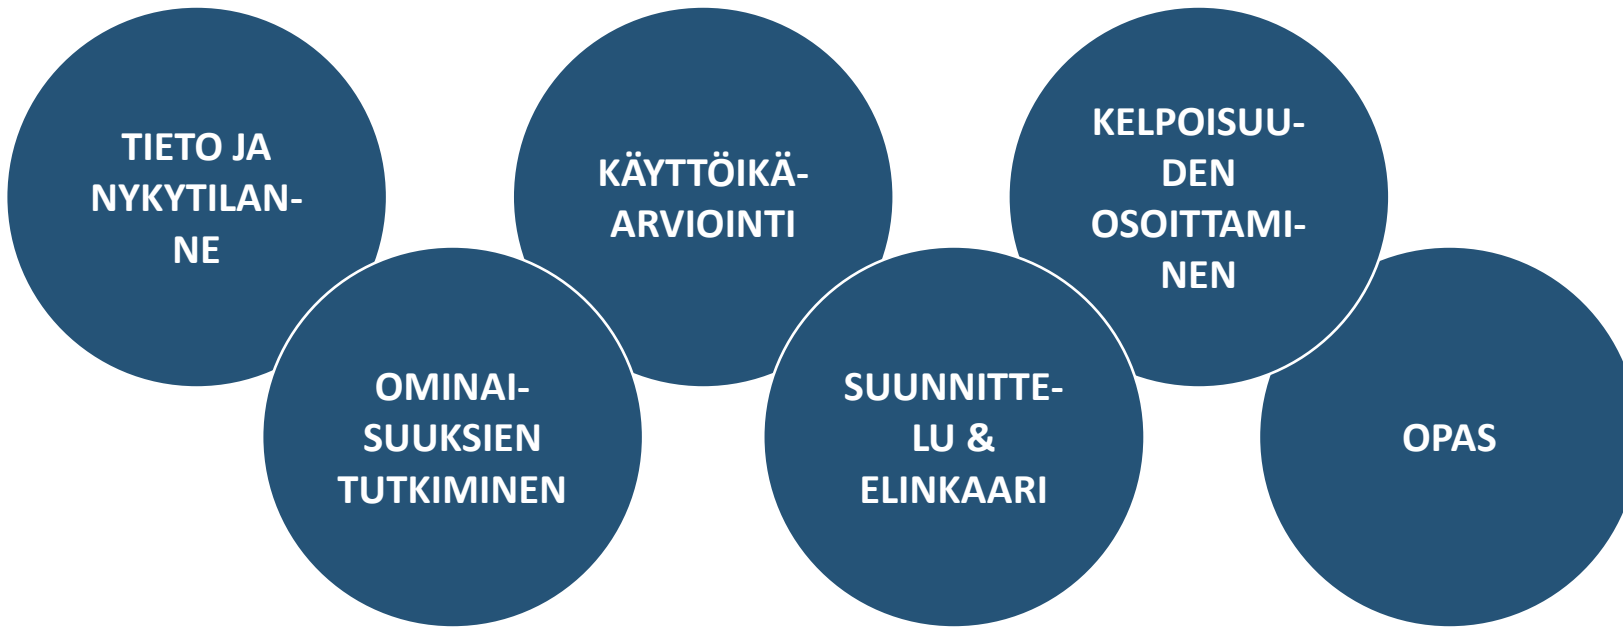 TIETO JA
NYKYTILAN-
NE
OMINAI-
SUUKSIEN
TUTKIMINEN
KÄYTTÖIKÄ-
ARVIOINTI
SUUNNITTE-
LU &
ELINKAARI
KELPOISUU-
DEN
OSOITTAMI-
NEN
OPAS